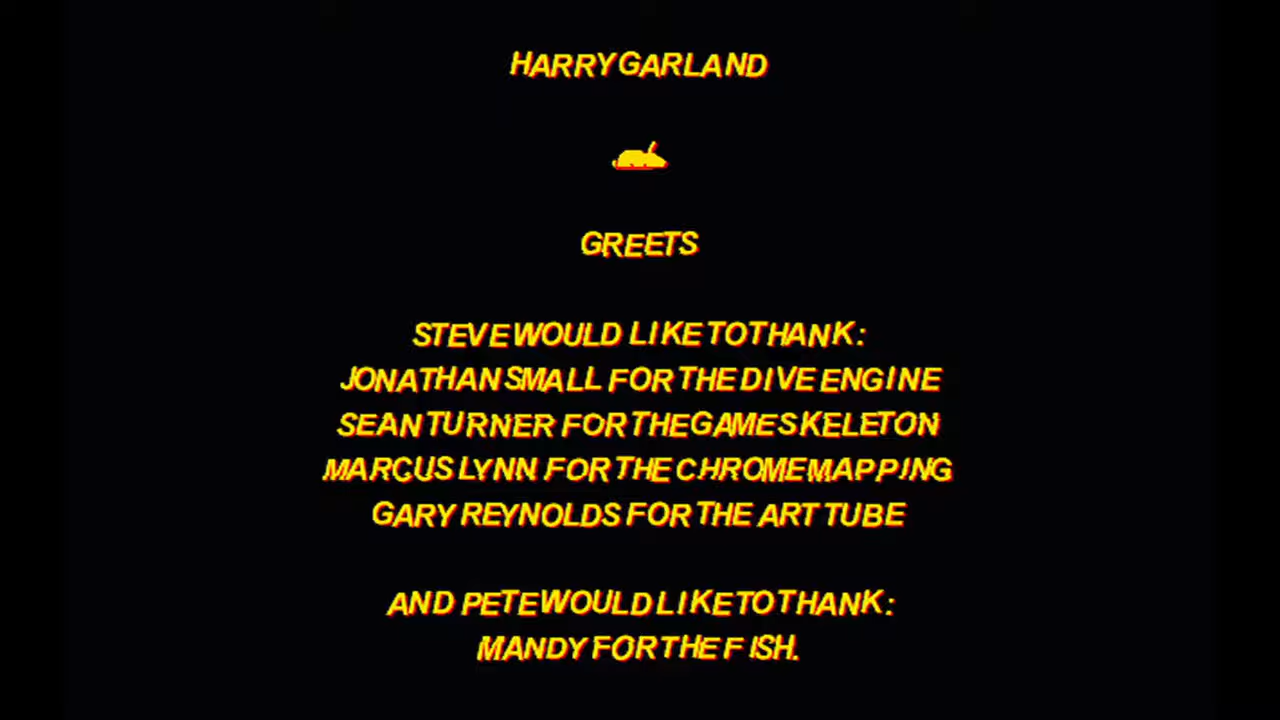 HARRY GARLAND
GREETS
STEVE WOULD LIKE TO THANK:
JONATHAN SMALL FOR THE DIVE ENGINE
SEAN TURNER FOR THE GAME SKELETON
MARCUS LYNN FOR THE CHROME MAPPING
GARY REYNOLDS FOR THE ART TUBE
AND PETE WOULD LIKE TO THANK:
MANDY FOR THE FISH.